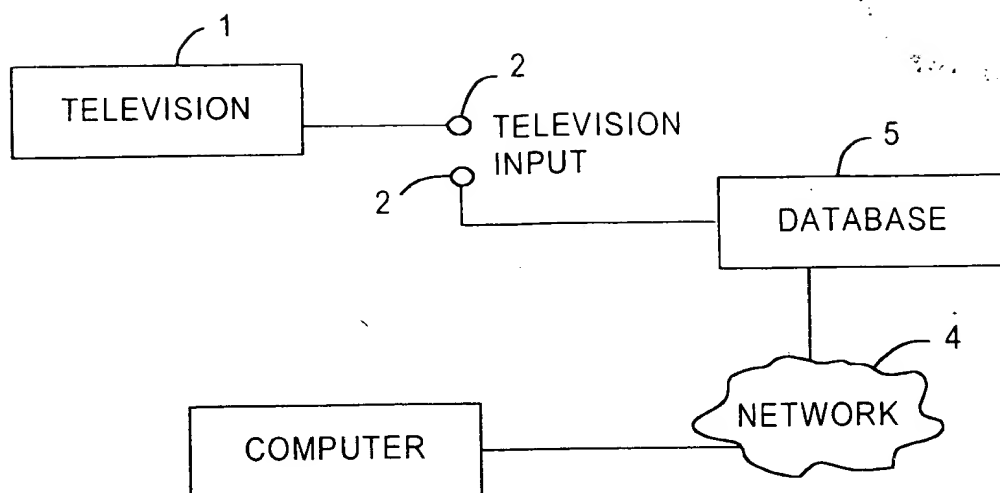 1
TELEVISION
2
TELEVISION
INPUT
2
5
DATABASE
4
NETWORK
COMPUTER